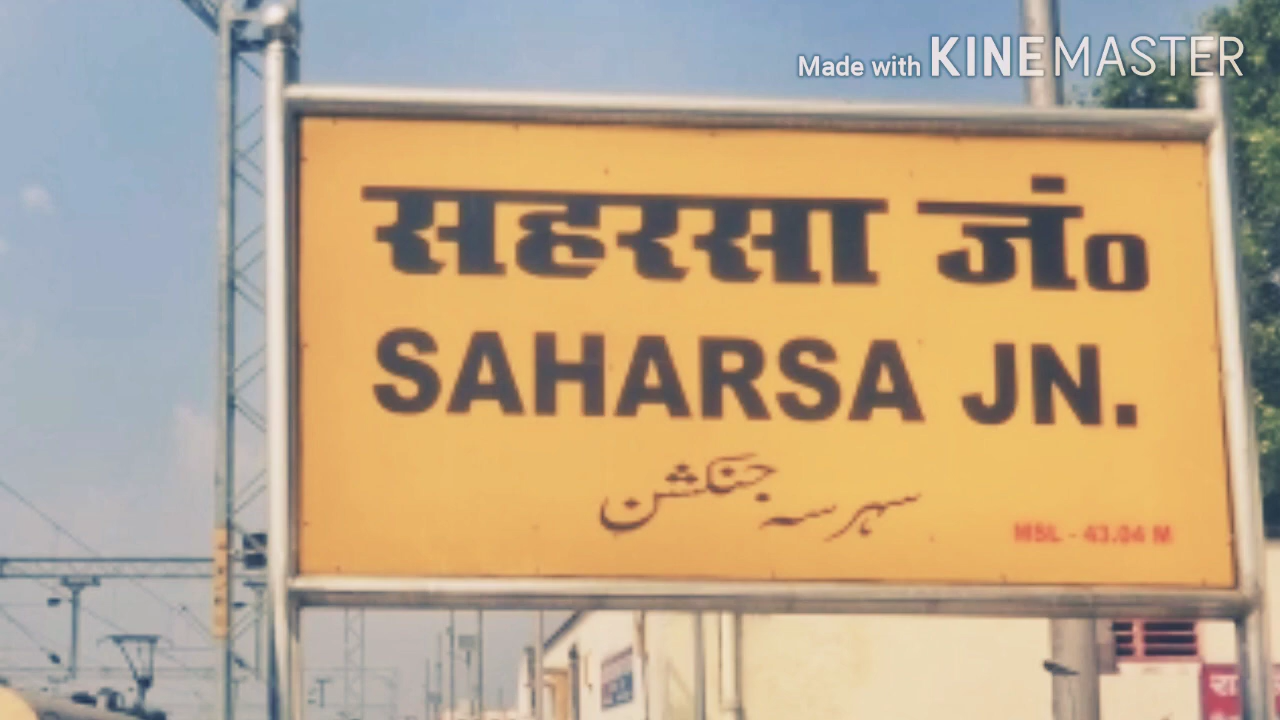 Made with KINEMASTER
सहरसा जं०
SAHARSA JN.
سہرسہ جنکشن
MSL - 43.04 M
रा